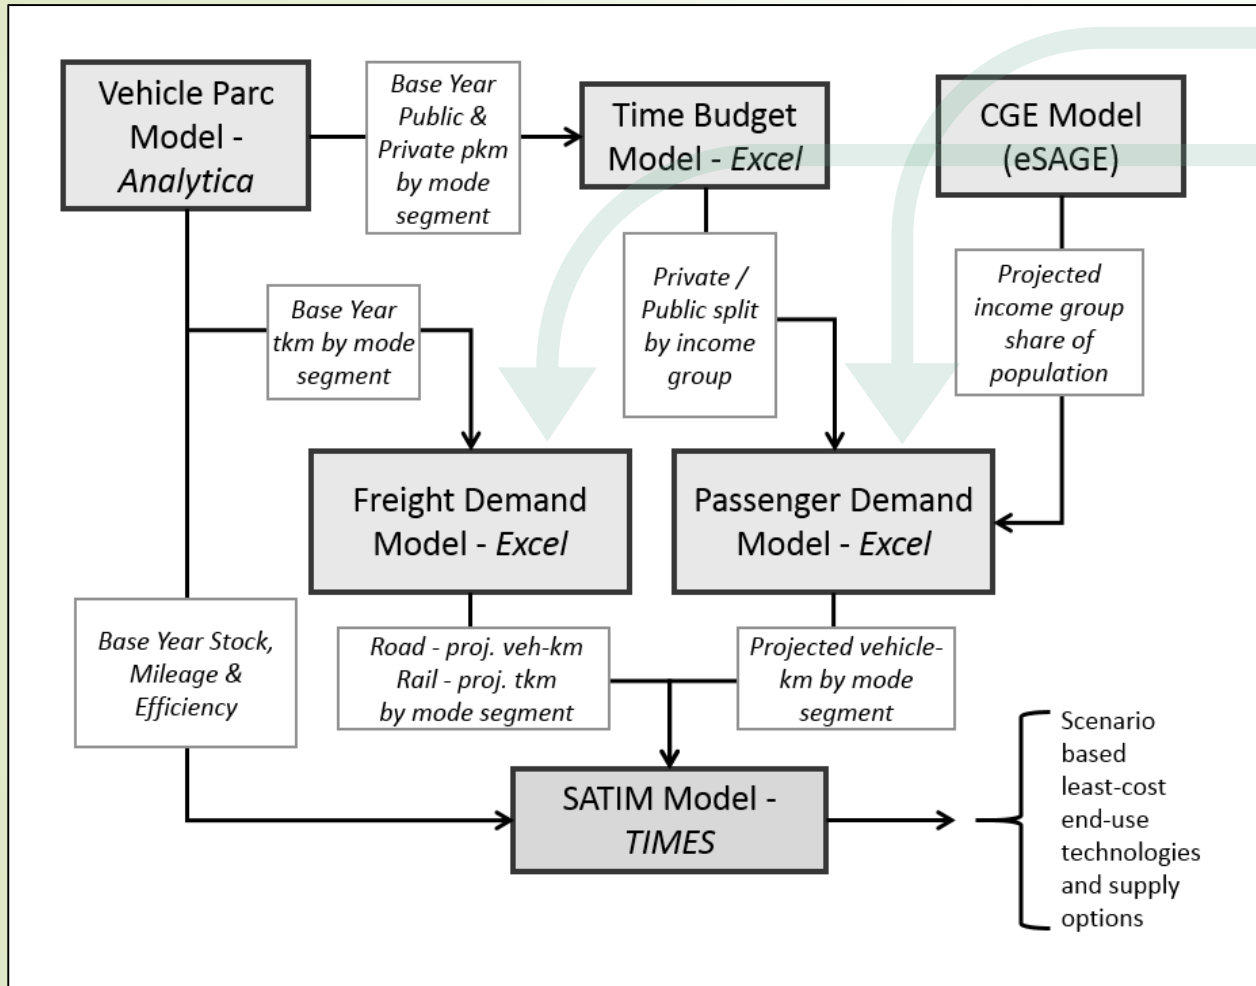 Vehicle Parc
Model -
Analytica
Base Year
Public &
Private pkm
by mode
segment
Time Budget
Model - Excel
CGE Model
(eSAGE)
Base Year
tkm by mode
segment
Private /
Public split
by income
group
Projected
income group
share of
population
Freight Demand
Model - Excel
Passenger Demand
Model - Excel
Base Year Stock,
Mileage &
Efficiency
Road - proj. veh-km
Rail - proj. tkm
by mode segment
Projected vehicle-
km by mode
segment
SATIM Model -
TIMES
Scenario
based
least-cost
end-use
technologies
and supply
options